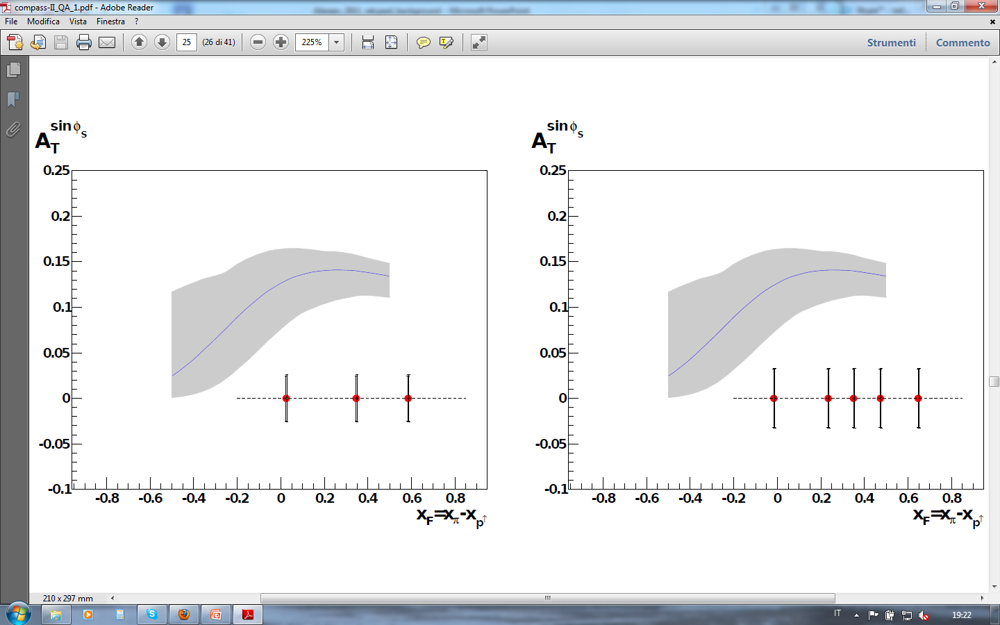 compass-II_QA_1.pdf - Adobe Reader
File Modifica Vista Finestra ?
25 (26 di 41) 225% Strumenti Commento
A_T^{sinϕ_s}
0.25
0.2
0.15
0.1
0.05
0
-0.05
-0.1
-0.8 -0.6 -0.4 -0.2 0 0.2 0.4 0.6 0.8
x_F=x_π-x_p↑
A_T^{sinϕ_s}
0.25
0.2
0.15
0.1
0.05
0
-0.05
-0.1
-0.8 -0.6 -0.4 -0.2 0 0.2 0.4 0.6 0.8
x_F=x_π-x_p↑
210 x 297 mm
IT 19:22